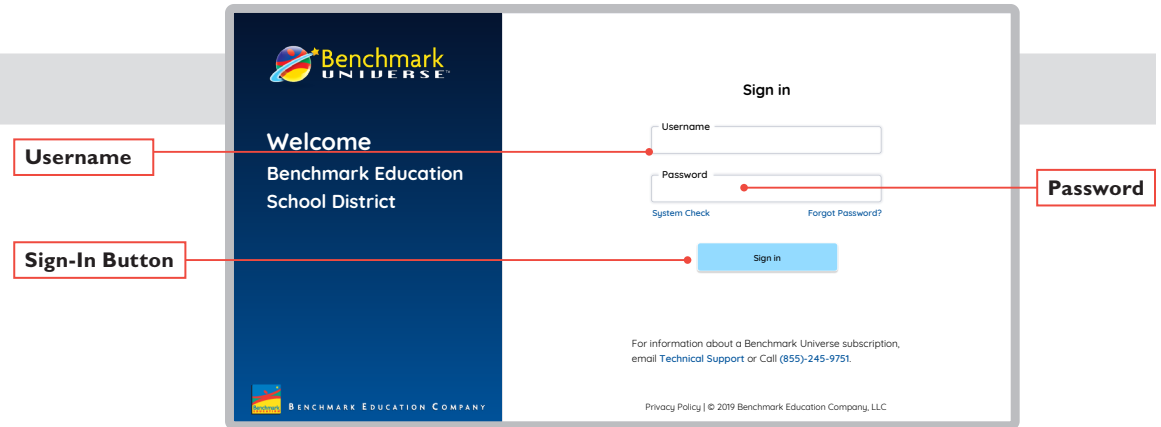 Benchmark
UNIVERSE™
Welcome
Benchmark Education
School District
BENCHMARK EDUCATION COMPANY
Sign in
Username
Password
System Check
Forgot Password?
Sign in
For information about a Benchmark Universe subscription,
email Technical Support or Call (855)-245-9751.
Privacy Policy | © 2019 Benchmark Education Company, LLC
Username
Sign-In Button
Password